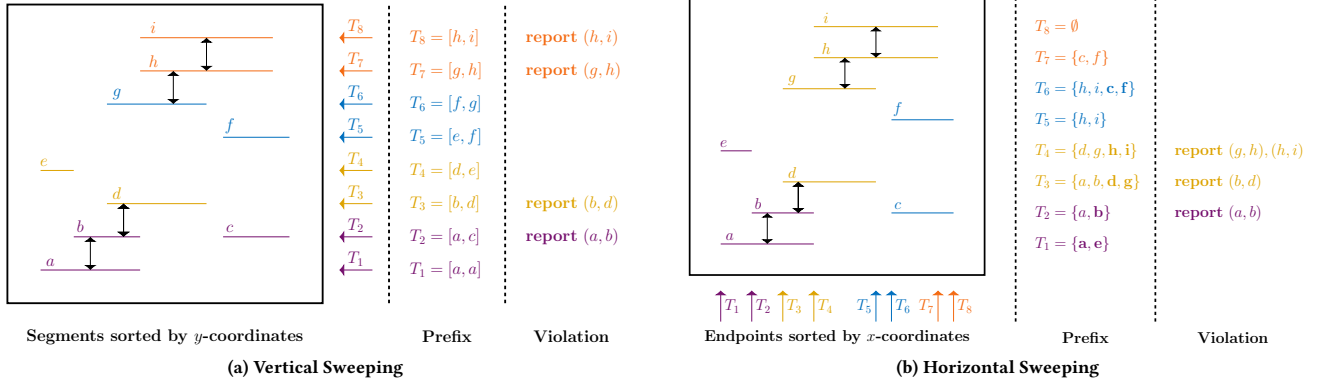 i
h
g
f
e
d
b
c
a
T₈
T₇
T₆
T₅
T₄
T₃
T₂
T₁
T₈ = [h, i]
T₇ = [g, h]
T₆ = [f, g]
T₅ = [e, f]
T₄ = [d, e]
T₃ = [b, d]
T₂ = [a, c]
T₁ = [a, a]
report (h, i)
report (g, h)
report (b, d)
report (a, b)
Segments sorted by y-coordinates
Prefix
Violation
(a) Vertical Sweeping
i
h
g
f
e
d
b
c
a
T₁
T₂
T₃
T₄
T₅
T₆
T₇
T₈
T₈ = ∅
T₇ = {c, f}
T₆ = {h, i, c, f}
T₅ = {h, i}
T₄ = {d, g, h, i}
T₃ = {a, b, d, g}
T₂ = {a, b}
T₁ = {a, e}
report (g, h), (h, i)
report (b, d)
report (a, b)
Endpoints sorted by x-coordinates
Prefix
Violation
(b) Horizontal Sweeping